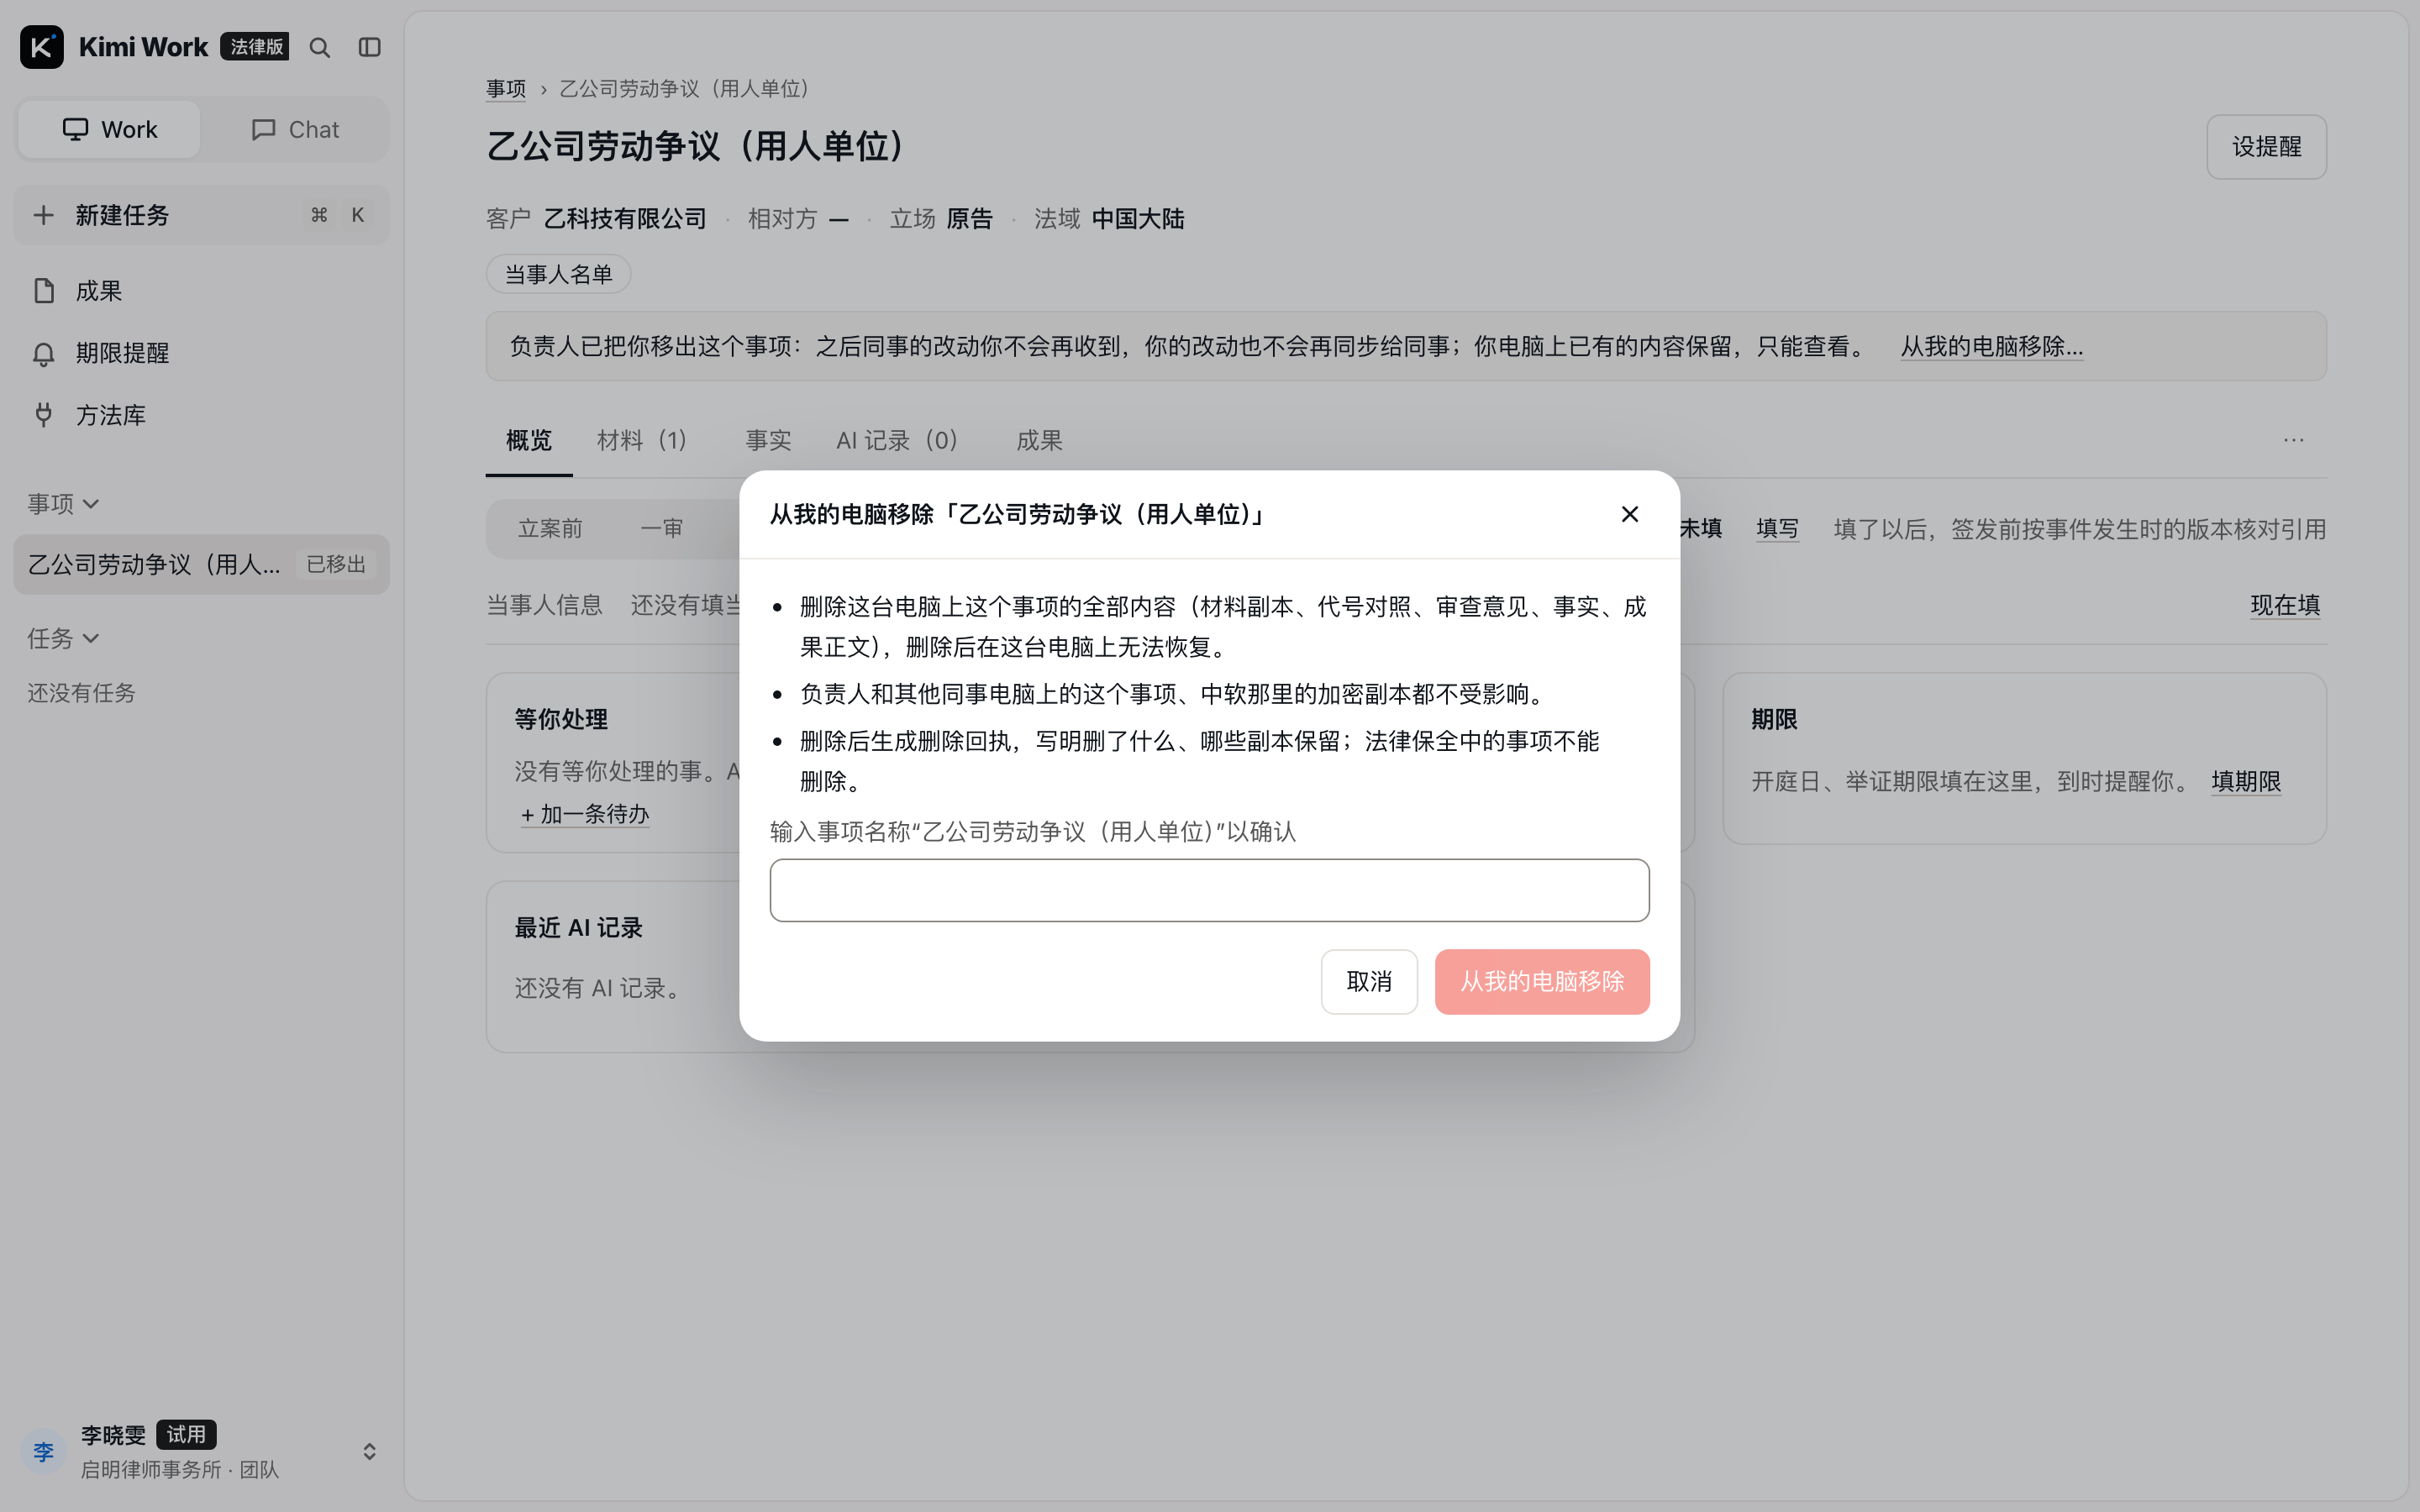 Kimi Work 法律版
Work
Chat
新建任务 ⌘ K
成果
期限提醒
方法库
事项
乙公司劳动争议（用人... 已移出
任务
还没有任务
李 李晓雯 试用
启明律师事务所 · 团队
事项 › 乙公司劳动争议（用人单位）
乙公司劳动争议（用人单位）
设提醒
客户 乙科技有限公司 · 相对方 — · 立场 原告 · 法域 中国大陆
当事人名单
负责人已把你移出这个事项：之后同事的改动你不会再收到，你的改动也不会再同步给同事；你电脑上已有的内容保留，只能查看。 从我的电脑移除...
概览 材料（1） 事实 AI 记录（0） 成果 ...
立案前 一审 未填 填写 填了以后，签发前按事件发生时的版本核对引用
当事人信息 还没有填 现在填
等你处理
没有等你处理的事。A
+ 加一条待办
期限
开庭日、举证期限填在这里，到时提醒你。 填期限
最近 AI 记录
还没有 AI 记录。
从我的电脑移除「乙公司劳动争议（用人单位）」
• 删除这台电脑上这个事项的全部内容（材料副本、代号对照、审查意见、事实、成
果正文），删除后在这台电脑上无法恢复。
• 负责人和其他同事电脑上的这个事项、中软那里的加密副本都不受影响。
• 删除后生成删除回执，写明删了什么、哪些副本保留；法律保全中的事项不能
删除。
输入事项名称“乙公司劳动争议（用人单位）”以确认
取消
从我的电脑移除